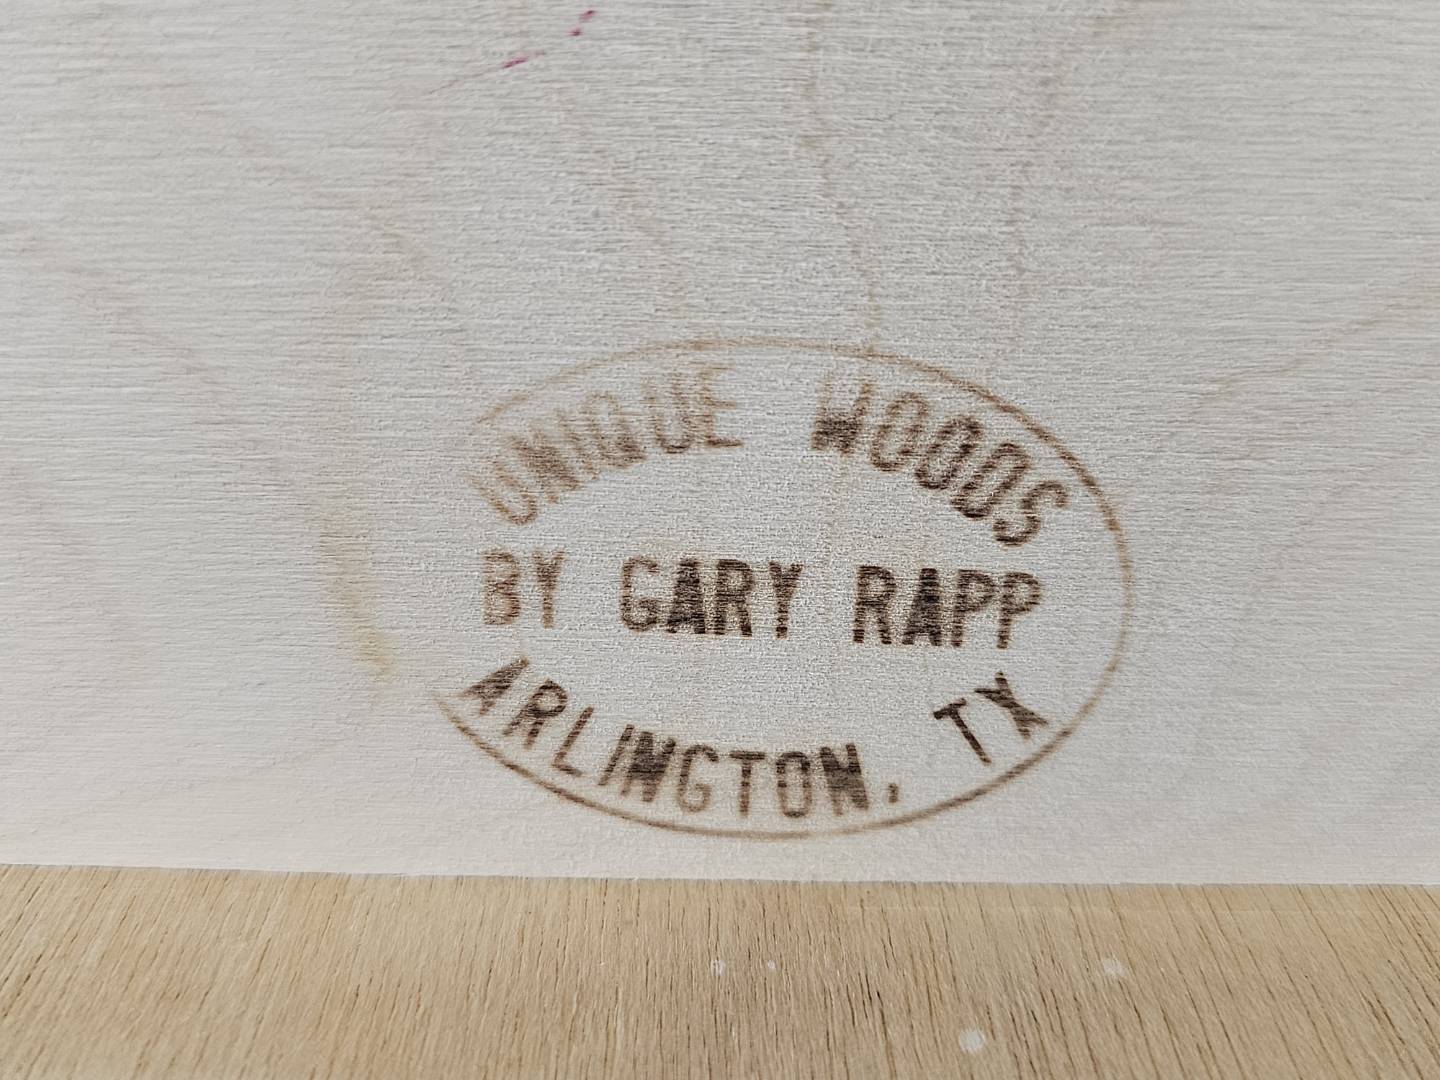 UNIQUE WOODS
BY GARY RAPP
ARLINGTON, TX